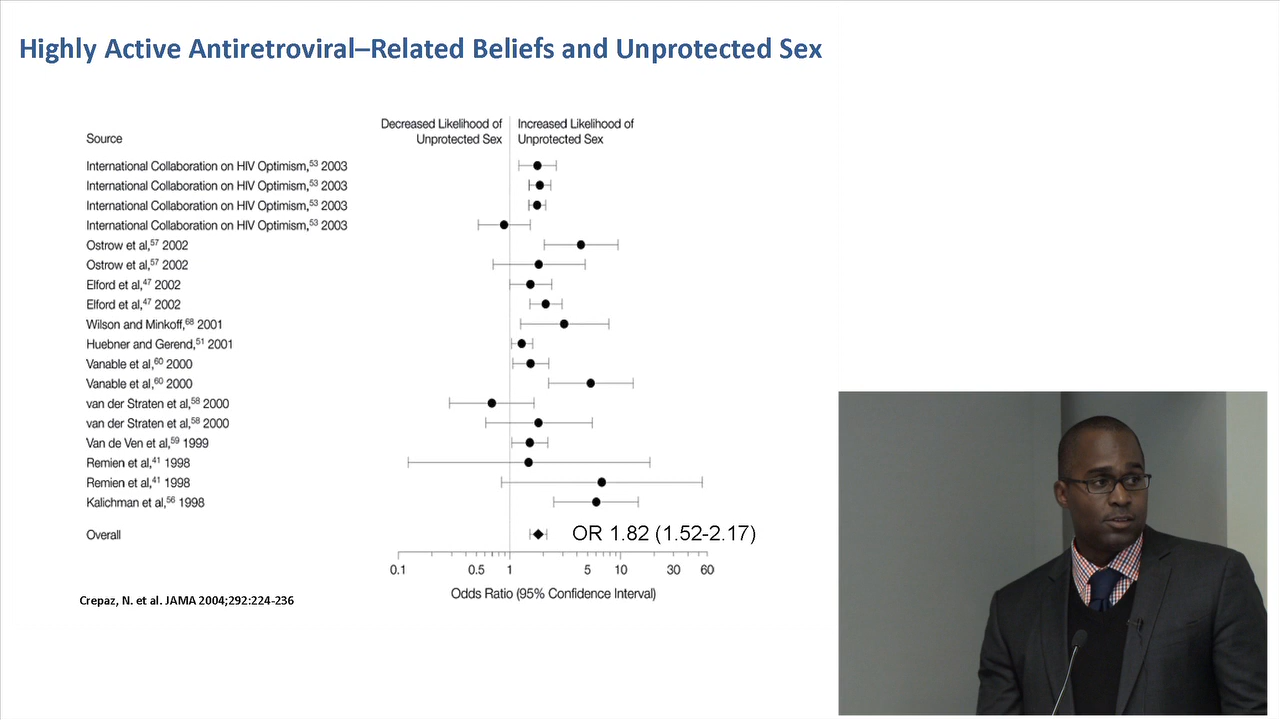 Highly Active Antiretroviral–Related Beliefs and Unprotected Sex
Decreased Likelihood of
Unprotected Sex
Increased Likelihood of
Unprotected Sex
Source
International Collaboration on HIV Optimism,53 2003
International Collaboration on HIV Optimism,53 2003
International Collaboration on HIV Optimism,53 2003
International Collaboration on HIV Optimism,53 2003
Ostrow et al,57 2002
Ostrow et al,57 2002
Elford et al,47 2002
Elford et al,47 2002
Wilson and Minkoff,68 2001
Huebner and Gerend,51 2001
Vanable et al,60 2000
Vanable et al,60 2000
van der Straten et al,58 2000
van der Straten et al,58 2000
Van de Ven et al,59 1999
Remien et al,41 1998
Remien et al,41 1998
Kalichman et al,56 1998
Overall
OR 1.82 (1.52-2.17)
0.1 0.5 1 5 10 30 60
Odds Ratio (95% Confidence Interval)
Crepaz, N. et al. JAMA 2004;292:224-236